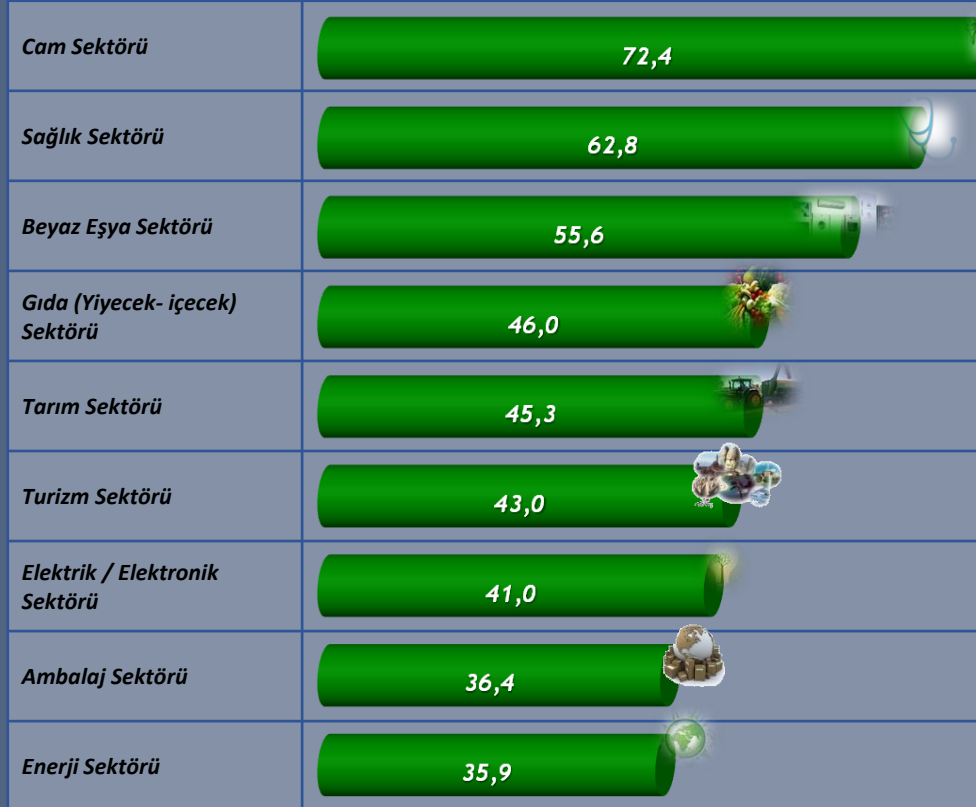 Cam Sektörü
72,4
Sağlık Sektörü
62,8
Beyaz Eşya Sektörü
55,6
Gıda (Yiyecek- içecek)
Sektörü
46,0
Tarım Sektörü
45,3
Turizm Sektörü
43,0
Elektrik / Elektronik
Sektörü
41,0
Ambalaj Sektörü
36,4
Enerji Sektörü
35,9